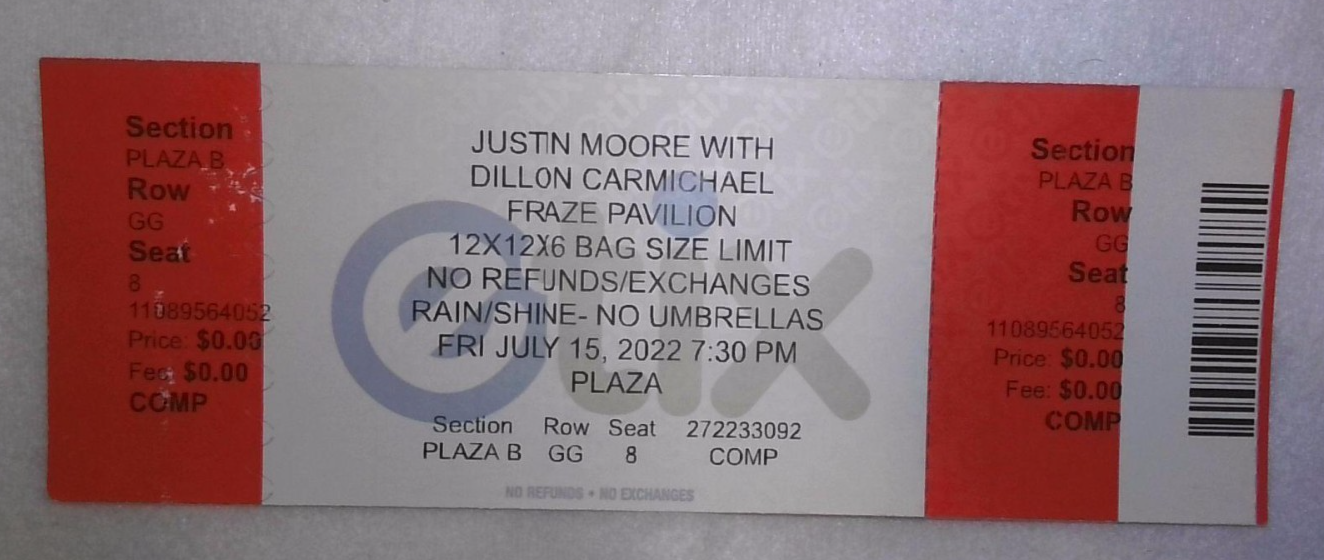 Section
PLAZA B
Row
GG
Seat
8
11089564052
Price: $0.00
Fee: $0.00
COMP
JUSTIN MOORE WITH
DILLON CARMICHAEL
FRAZE PAVILION
12X12X6 BAG SIZE LIMIT
NO REFUNDS/EXCHANGES
RAIN/SHINE- NO UMBRELLAS
FRI JULY 15, 2022 7:30 PM
PLAZA
Section Row Seat 272233092
PLAZA B GG 8 COMP
NO REFUNDS • NO EXCHANGES
etix
Section
PLAZA B
Row
GG
Seat
8
11089564052
Price: $0.00
Fee: $0.00
COMP